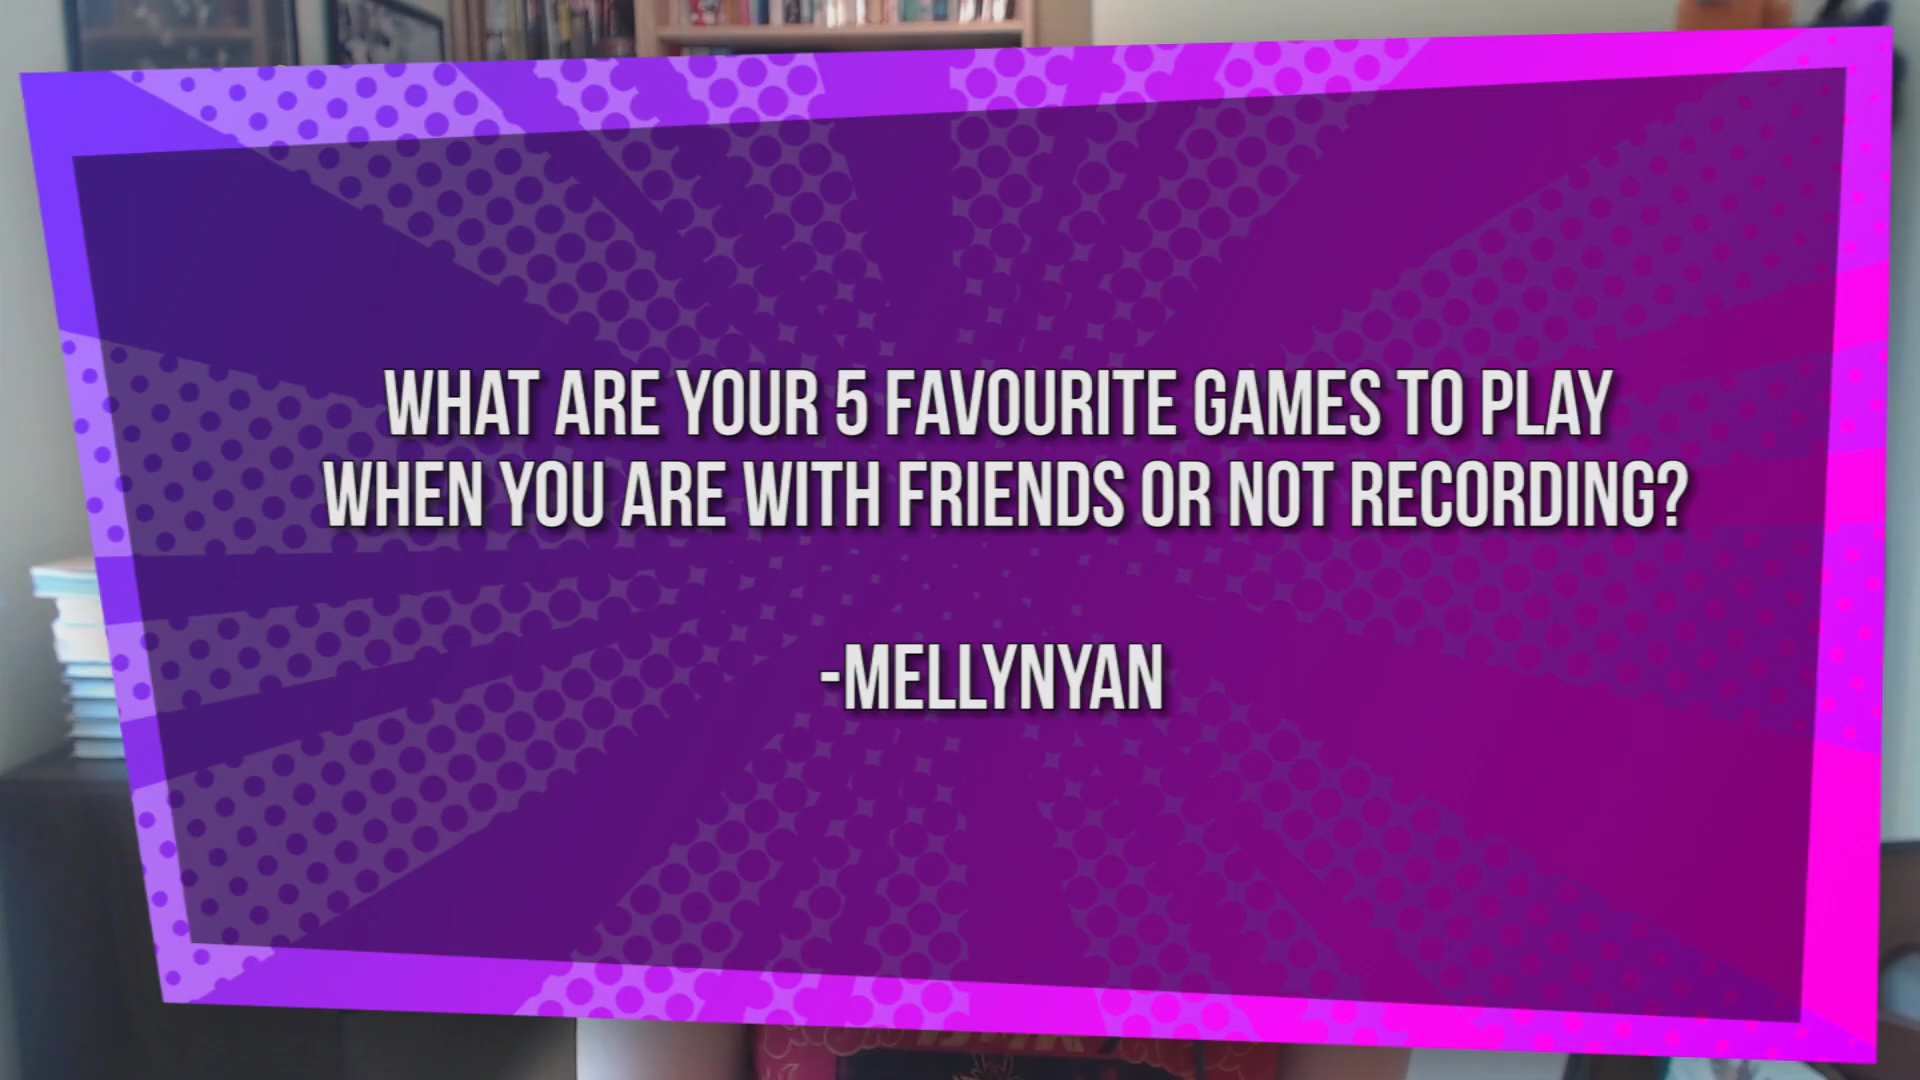 WHAT ARE YOUR 5 FAVOURITE GAMES TO PLAY
WHEN YOU ARE WITH FRIENDS OR NOT RECORDING?
-MELLYNYAN